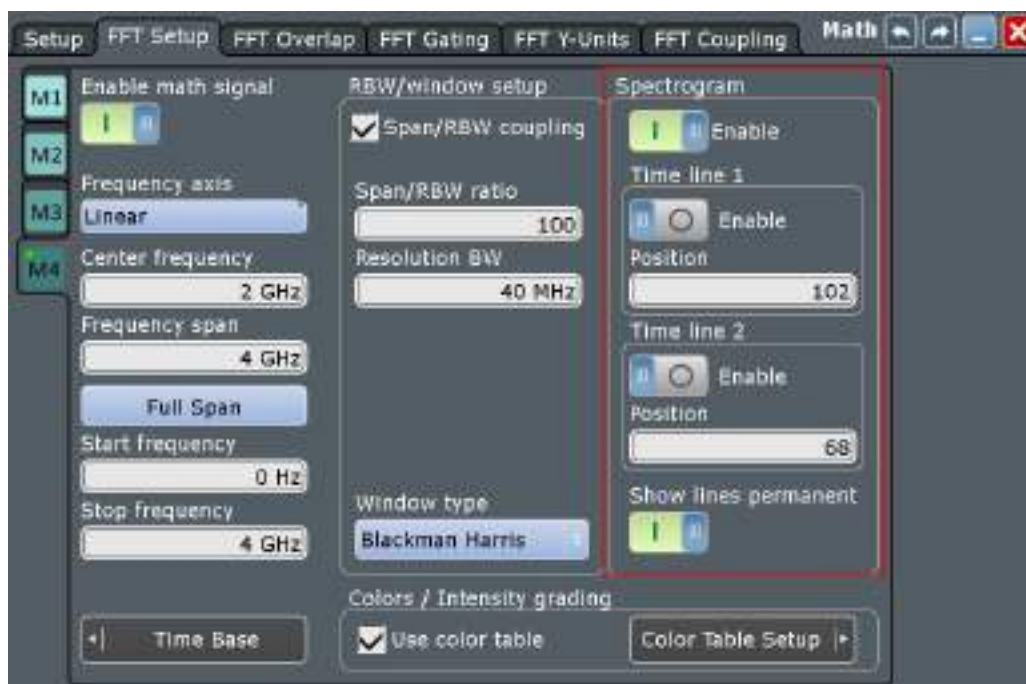 Setup FFT Setup FFT Overlap FFT Gating FFT Y-Units FFT Coupling Math
M1
M2
M3
M4
Enable math signal
Frequency axis
Linear
Center frequency
2 GHz
Frequency span
4 GHz
Full Span
Start frequency
0 Hz
Stop frequency
4 GHz
Time Base
RBW/window setup
Span/RBW coupling
Span/RBW ratio
100
Resolution BW
40 MHz
Window type
Blackman Harris
Spectrogram
Enable
Time line 1
Enable
Position
102
Time line 2
Enable
Position
68
Show lines permanent
Colors / Intensity grading
Use color table
Color Table Setup